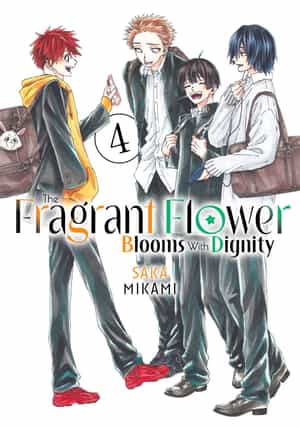 4
The
Fragrant Flower
Blooms With Dignity
SAKA
MIKAMI